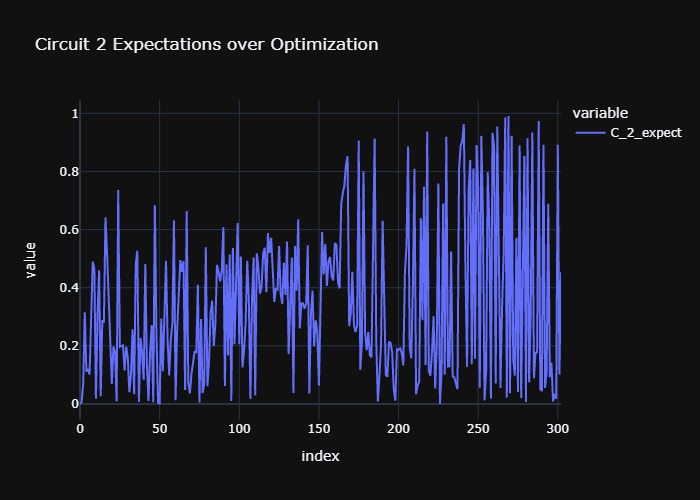 Circuit 2 Expectations over Optimization
variable
C_2_expect
value
1
0.8
0.6
0.4
0.2
0
0 50 100 150 200 250 300
index